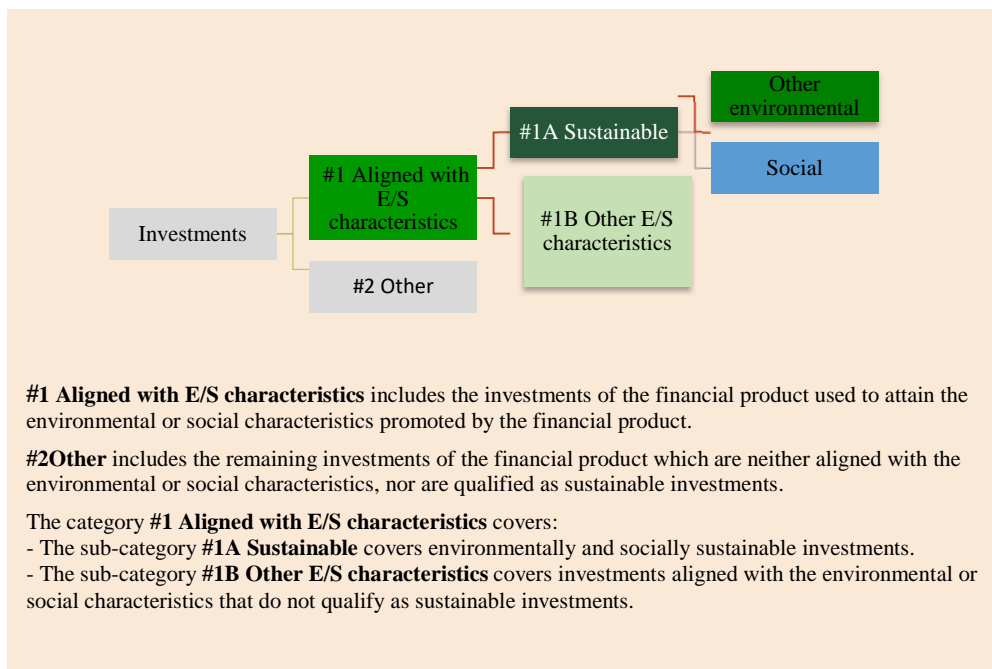 Other
environmental
#1A Sustainable
Social
#1 Aligned with
E/S
characteristics
#1B Other E/S
characteristics
Investments
#2 Other
#1 Aligned with E/S characteristics includes the investments of the financial product used to attain the
environmental or social characteristics promoted by the financial product.
#2Other includes the remaining investments of the financial product which are neither aligned with the
environmental or social characteristics, nor are qualified as sustainable investments.
The category #1 Aligned with E/S characteristics covers:
- The sub-category #1A Sustainable covers environmentally and socially sustainable investments.
- The sub-category #1B Other E/S characteristics covers investments aligned with the environmental or
social characteristics that do not qualify as sustainable investments.